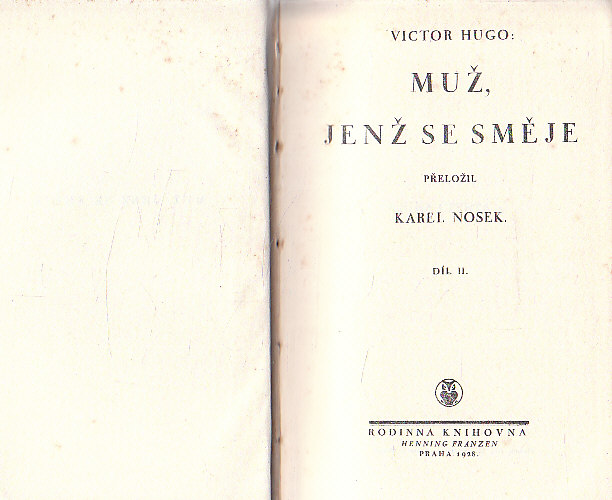 VICTOR HUGO:
MUŽ,
JENŽ SE SMĚJE
PŘELOŽIL
KAREL NOSEK.
DÍL II.
RODINNÁ KNIHOVNA
HENNING FRANZEN
PRAHA 1928.